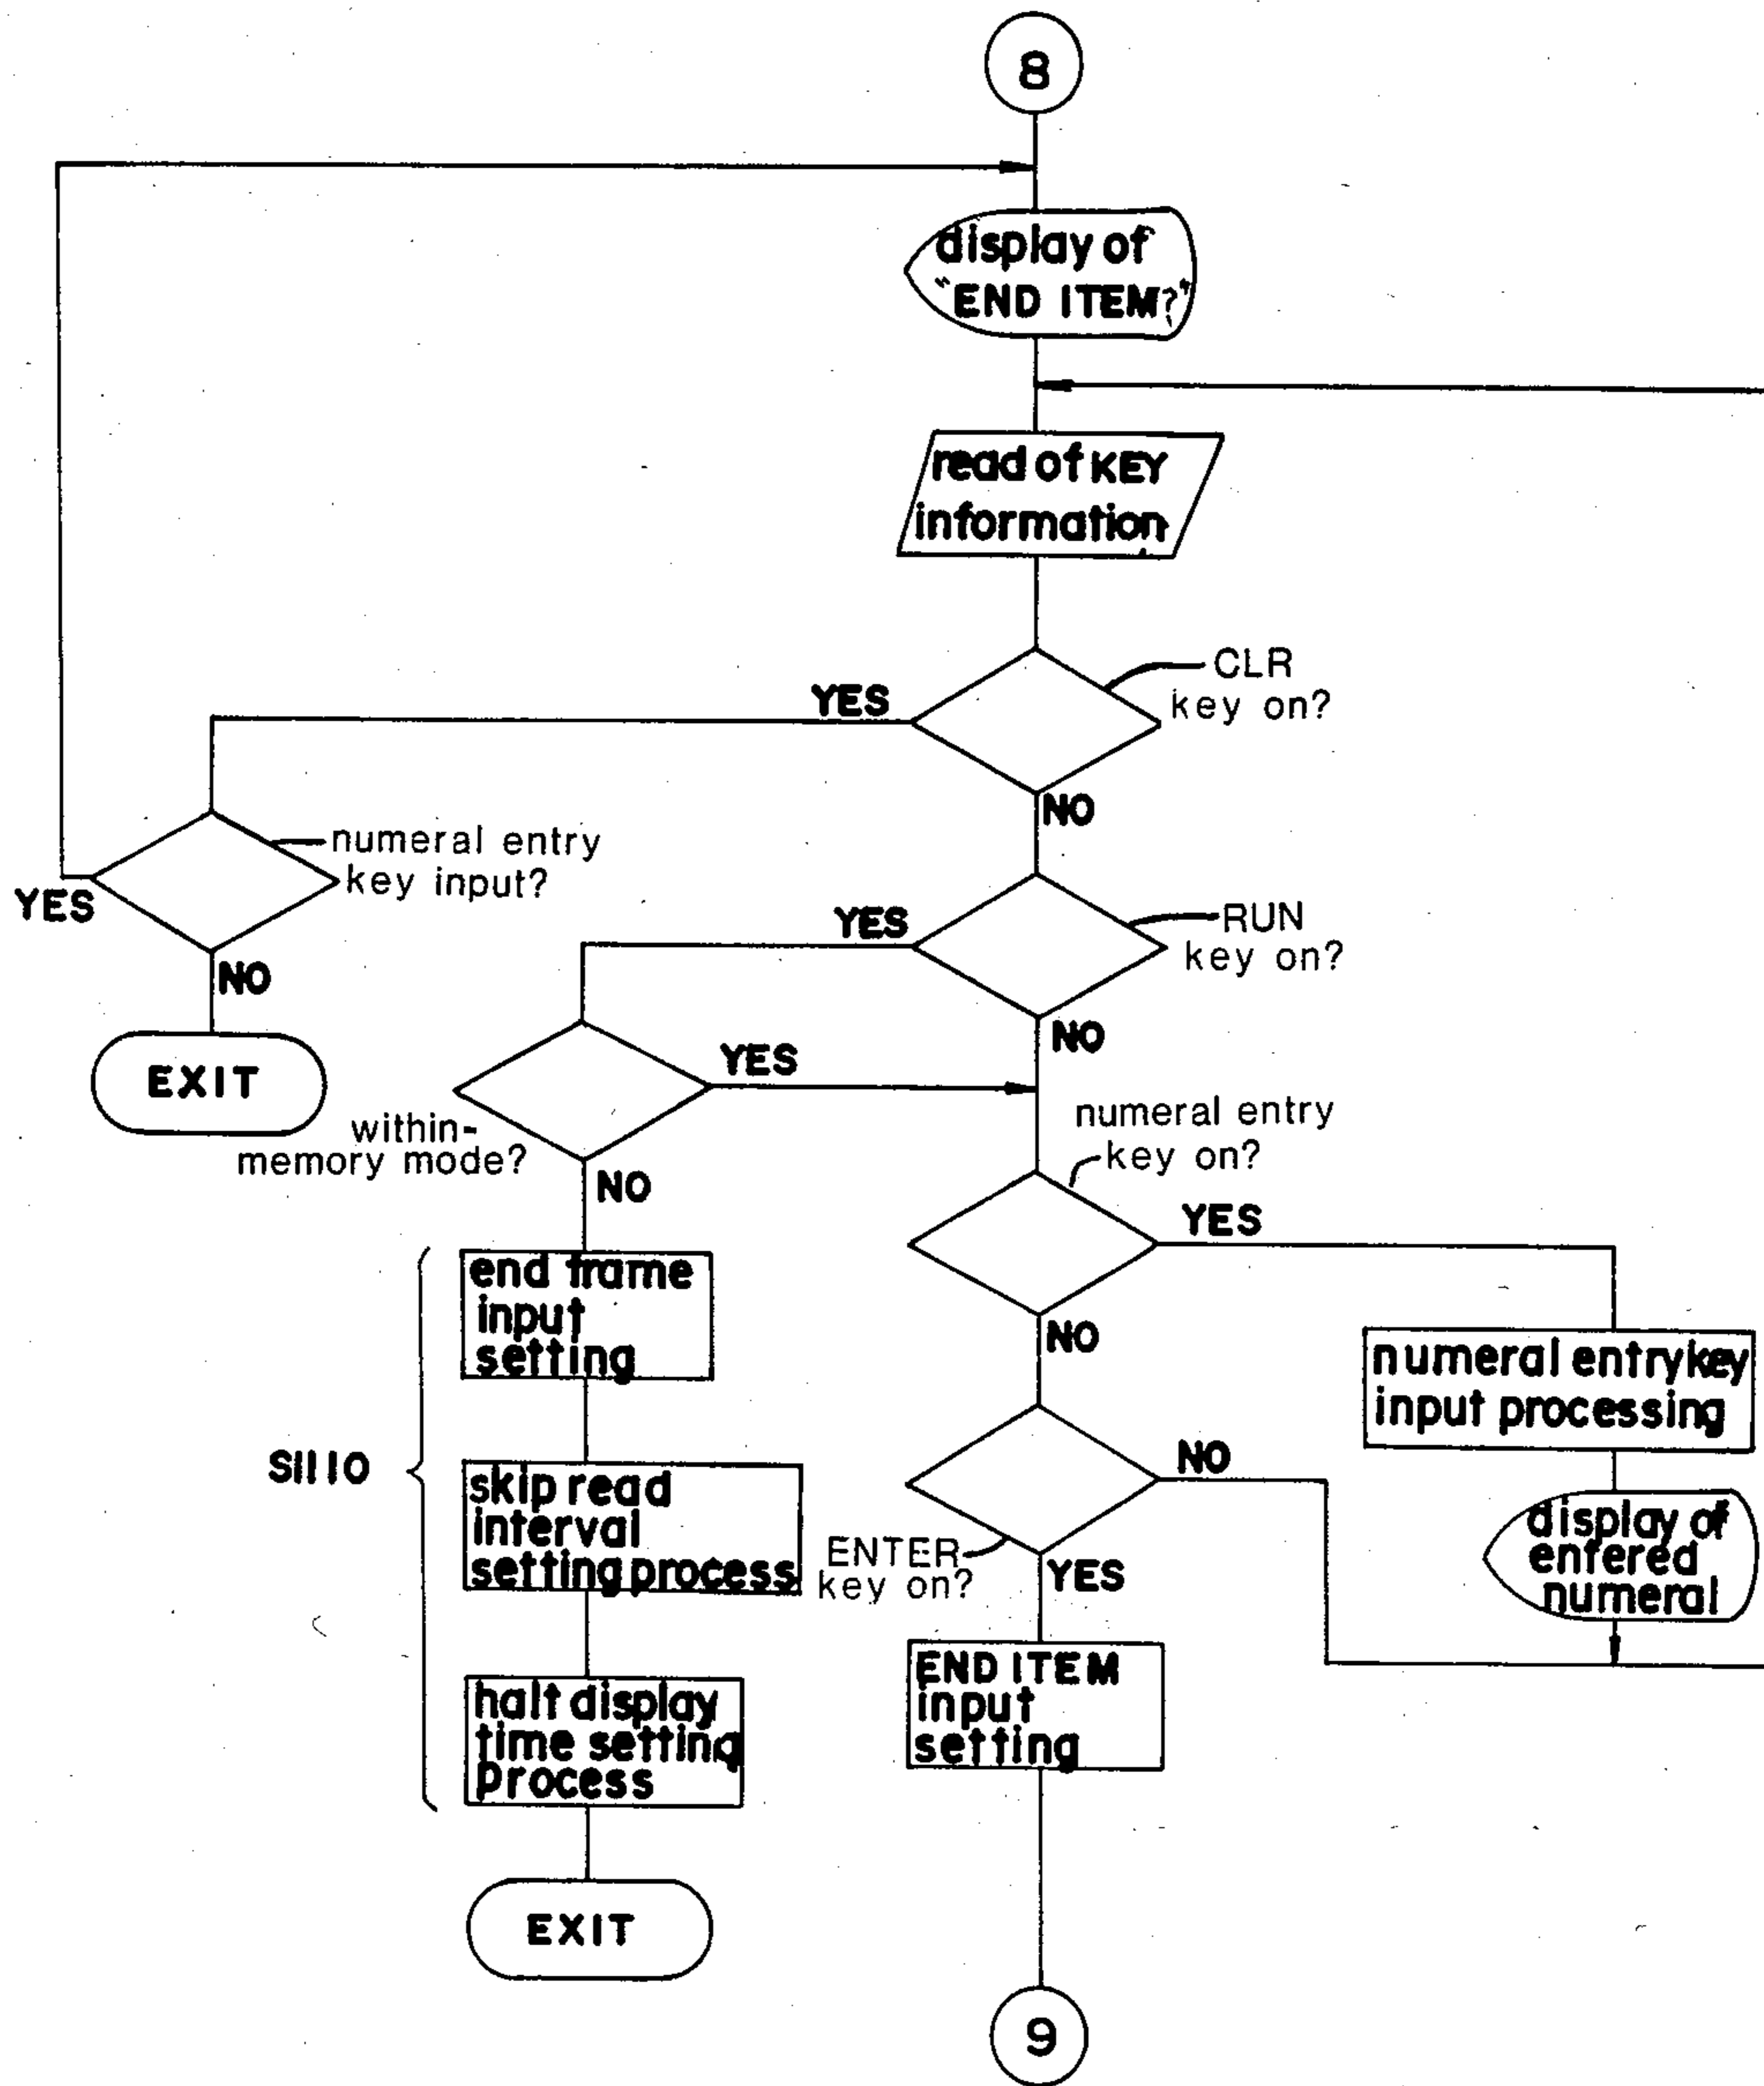 8
display of
"END ITEM?"
read of KEY
information
CLR
key on?
YES
NO
numeral entry
key input?
YES
NO
EXIT
RUN
key on?
YES
NO
within-
memory mode?
YES
NO
numeral entry
key on?
YES
NO
numeral entry key
input processing
display of
entered
numeral
ENTER
key on?
NO
YES
S1110
end frame
input
setting
skip read
interval
setting process
halt display
time setting
process
EXIT
END ITEM
input
setting
9